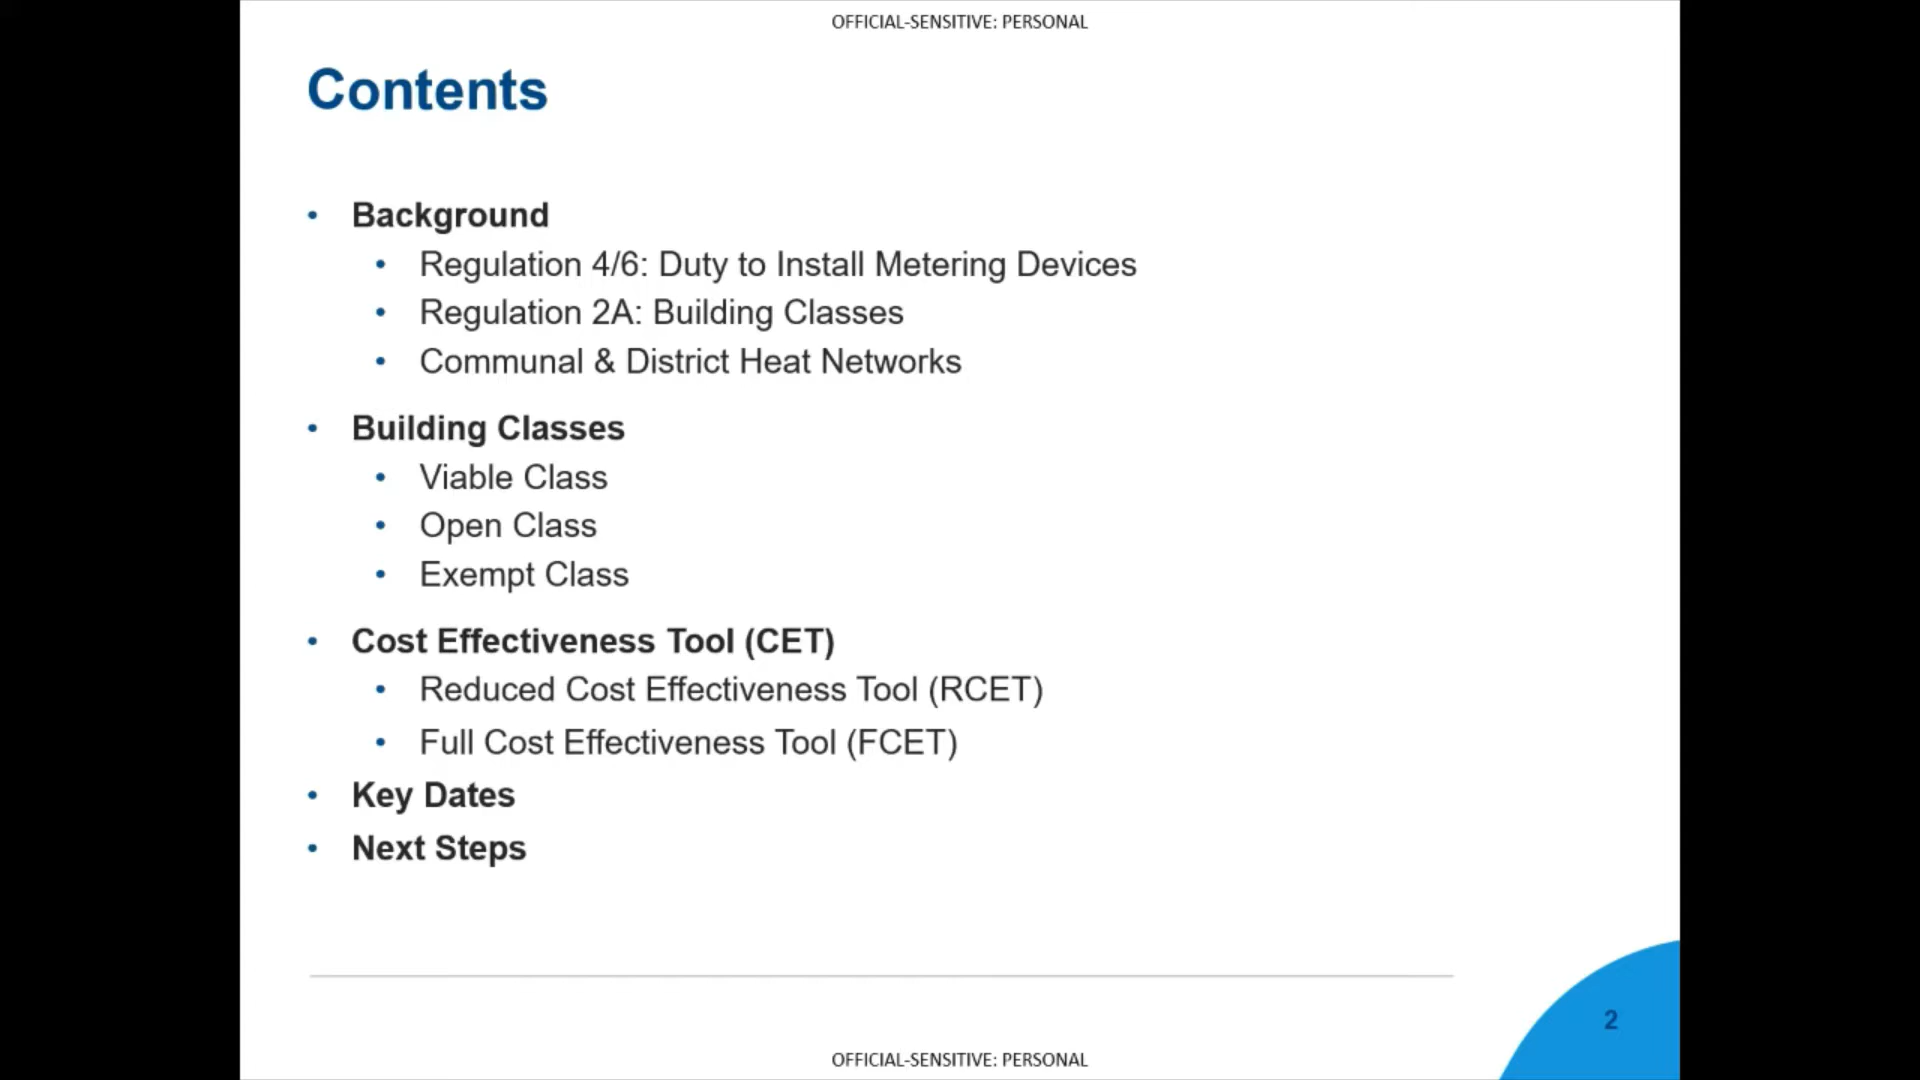 OFFICIAL-SENSITIVE: PERSONAL
Contents
• Background
• Regulation 4/6: Duty to Install Metering Devices
• Regulation 2A: Building Classes
• Communal & District Heat Networks
• Building Classes
• Viable Class
• Open Class
• Exempt Class
• Cost Effectiveness Tool (CET)
• Reduced Cost Effectiveness Tool (RCET)
• Full Cost Effectiveness Tool (FCET)
• Key Dates
• Next Steps
2
OFFICIAL-SENSITIVE: PERSONAL